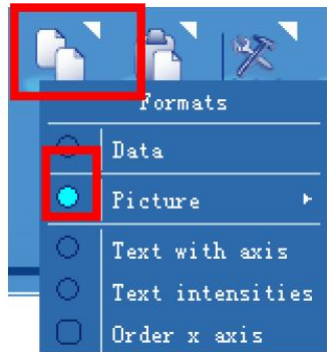 Formats
Data
Picture
Text with axis
Text intensities
Order x axis